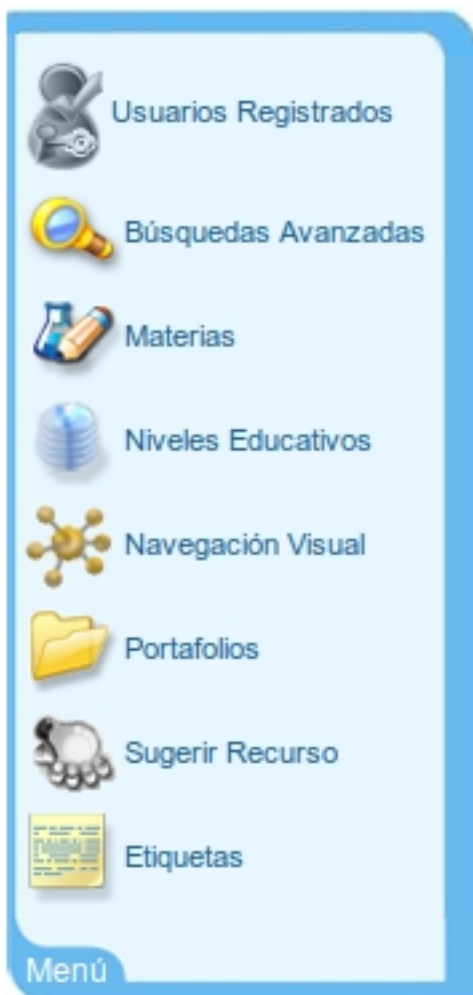 Usuarios Registrados
Búsquedas Avanzadas
Materias
Niveles Educativos
Navegación Visual
Portafolios
Sugerir Recurso
Etiquetas
Menú